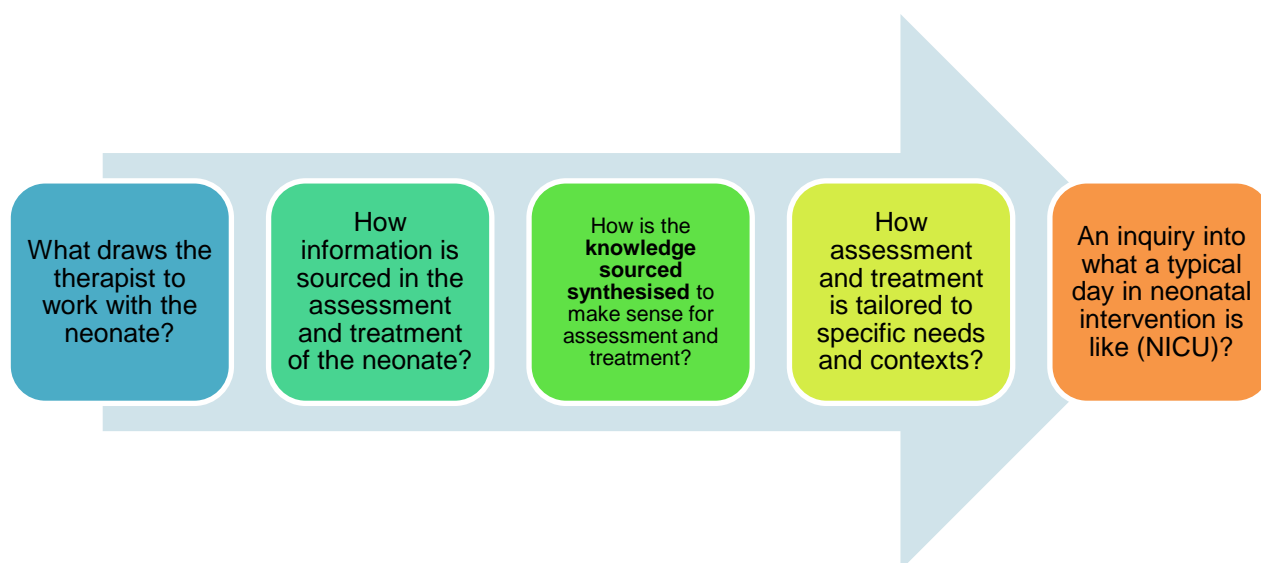 What draws the
therapist to
work with the
neonate?
How
information is
sourced in the
assessment
and treatment
of the neonate?
How is the
knowledge
sourced
synthesised to
make sense for
assessment and
treatment?
How
assessment
and treatment
is tailored to
specific needs
and contexts?
An inquiry into
what a typical
day in neonatal
intervention is
like (NICU)?